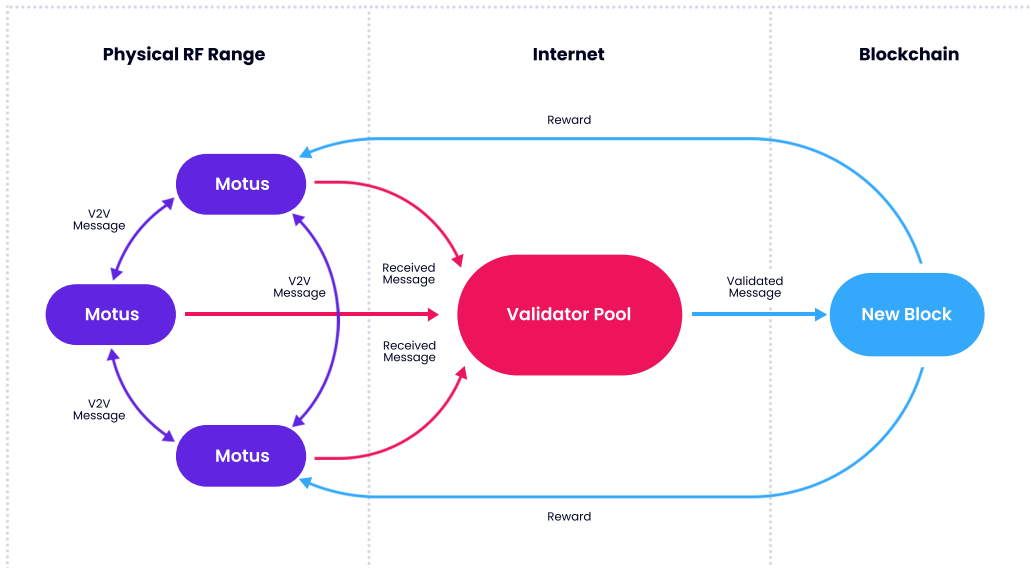 Physical RF Range
Internet
Blockchain
Reward
Motus
V2V
Message
Received
Message
V2V
Message
Validated
Message
Motus
Validator Pool
New Block
Received
Message
V2V
Message
Motus
Reward